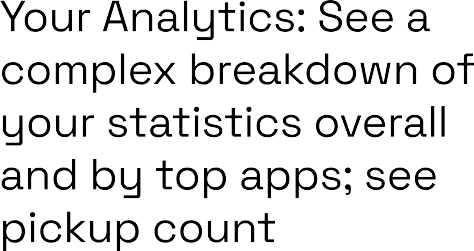 Your Analytics: See a
complex breakdown of
your statistics overall
and by top apps; see
pickup count